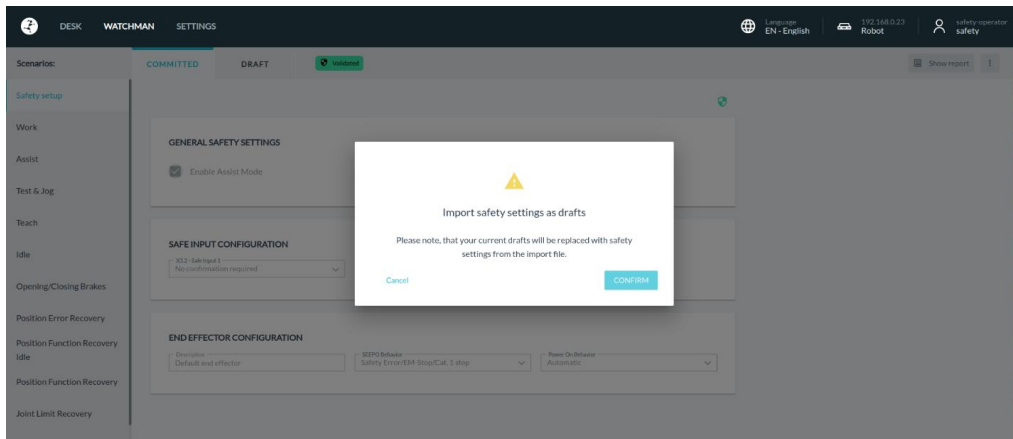 DESK WATCHMAN SETTINGS
Language
EN - English
192.168.0.23
Robot
safety-operator
safety
Scenarios:
COMMITTED DRAFT Validated Show report
Safety setup
Work
Assist
Test & Jog
Teach
Idle
Opening/Closing Brakes
Position Error Recovery
Position Function Recovery
Idle
Position Function Recovery
Joint Limit Recovery
GENERAL SAFETY SETTINGS
Enable Assist Mode
SAFE INPUT CONFIGURATION
X3.3 - Safe Input 3
No confirmation required
END EFFECTOR CONFIGURATION
Description
Default end effector
SEEPO Behavior
Safety Error/EM-Stop/Cat. 1 stop
Power On Behavior
Automatic
Import safety settings as drafts
Please note, that your current drafts will be replaced with safety
settings from the import file.
Cancel CONFIRM